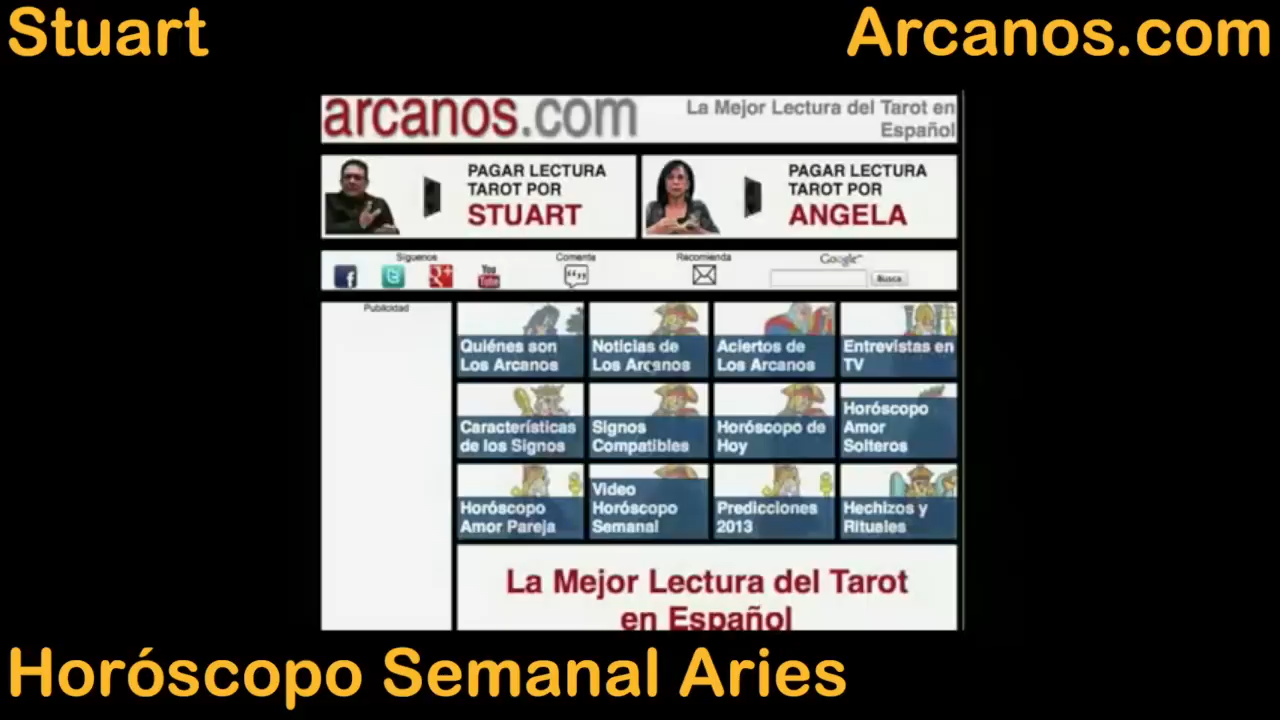 Stuart
Arcanos.com
arcanos.com
La Mejor Lectura del Tarot en
Español
PAGAR LECTURA
TAROT POR
STUART
PAGAR LECTURA
TAROT POR
ANGELA
Síguenos
Comenta
Recomienda
Google™
Busca
f
t
g+
You
Tube
Publicidad
Quiénes son
Los Arcanos
Noticias de
Los Arcanos
Aciertos de
Los Arcanos
Entrevistas en
TV
Características
de los Signos
Signos
Compatibles
Horóscopo de
Hoy
Horóscopo
Amor
Solteros
Horóscopo
Amor Pareja
Video
Horóscopo
Semanal
Predicciones
2013
Hechizos y
Rituales
La Mejor Lectura del Tarot
en Español
Horóscopo Semanal Aries